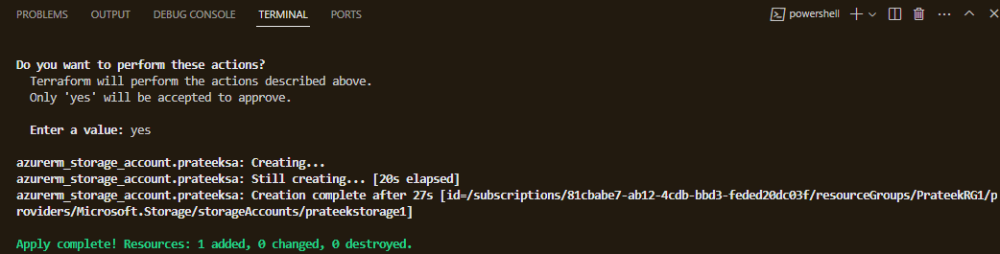 PROBLEMS OUTPUT DEBUG CONSOLE TERMINAL PORTS powershell
Do you want to perform these actions?
Terraform will perform the actions described above.
Only 'yes' will be accepted to approve.
Enter a value: yes
azurerm_storage_account.prateeksa: Creating...
azurerm_storage_account.prateeksa: Still creating... [20s elapsed]
azurerm_storage_account.prateeksa: Creation complete after 27s [id=/subscriptions/81cbabe7-ab12-4cdb-bbd3-feded20dc03f/resourceGroups/PrateekRG1/p
roviders/Microsoft.Storage/storageAccounts/prateekstorage1]
Apply complete! Resources: 1 added, 0 changed, 0 destroyed.